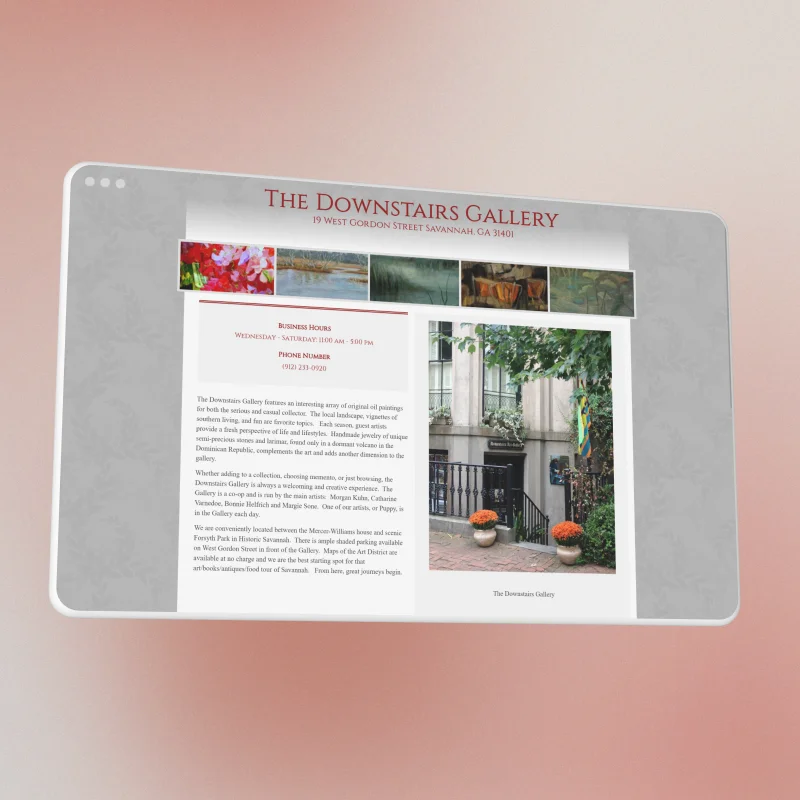 The Downstairs Gallery
19 West Gordon Street Savannah, GA 31401
Business Hours
Wednesday - Saturday: 11:00 am - 5:00 pm
Phone Number
(912) 233-0920
The Downstairs Gallery features an interesting array of original oil paintings
for both the serious and casual collector. The local landscape, vignettes of
southern living, and fun are favorite topics. Each season, guest artists
provide a fresh perspective of life and lifestyles. Handmade jewelry of unique
semi-precious stones and larimar, found only in a dormant volcano in the
Dominican Republic, complements the art and adds another dimension to the
gallery.
Whether adding to a collection, choosing memento, or just browsing, the
Downstairs Gallery is always a welcoming and creative experience. The
Gallery is a co-op and is run by the main artists: Morgan Kuhn, Catharine
Varnedoe, Bonnie Helfrich and Margie Sone. One of our artists, or Puppy, is
in the Gallery each day.
We are conveniently located between the Mercer-Williams house and scenic
Forsyth Park in Historic Savannah. There is ample shaded parking available
on West Gordon Street in front of the Gallery. Maps of the Art District are
available at no charge and we are the best starting spot for that
art/books/antiques/food tour of Savannah. From here, great journeys begin.
The Downstairs Gallery